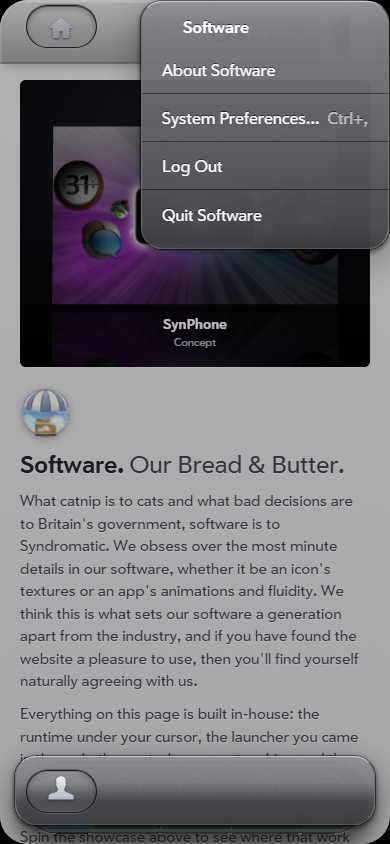 Software
About Software
System Preferences... Ctrl+,
Log Out
Quit Software
31+
SynPhone
Concept
Software. Our Bread & Butter.
What catnip is to cats and what bad decisions are
to Britain's government, software is to
Syndromatic. We obsess over the most minute
details in our software, whether it be an icon's
textures or an app's animations and fluidity. We
think this is what sets our software a generation
apart from the industry, and if you have found the
website a pleasure to use, then you'll find yourself
naturally agreeing with us.
Everything on this page is built in-house: the
runtime under your cursor, the launcher you came
Spin the showcase above to see where that work